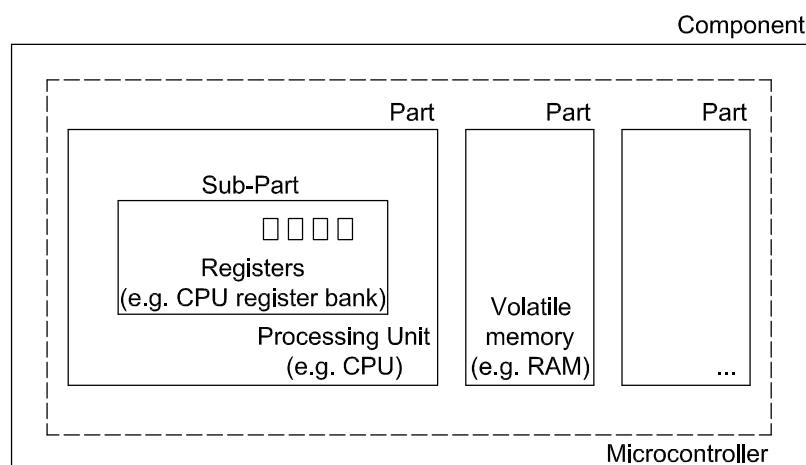 Component
Part
Part
Part
Sub-Part
Registers
(e.g. CPU register bank)
Processing Unit
(e.g. CPU)
Volatile
memory
(e.g. RAM)
...
Microcontroller